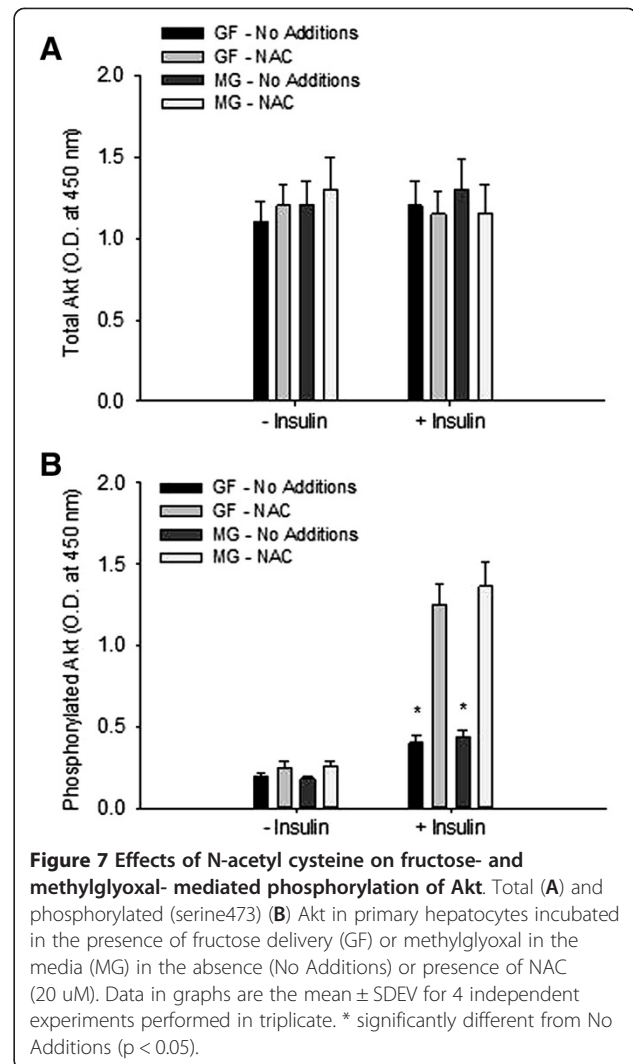 A
GF - No Additions
GF - NAC
MG - No Additions
MG - NAC
Total Akt (O.D. at 450 nm)
2.0
1.5
1.0
0.5
0.0
- Insulin
+ Insulin
B
GF - No Additions
GF - NAC
MG - No Additions
MG - NAC
Phosphorylated Akt (O.D. at 450 nm)
2.0
1.5
1.0
0.5
0.0
* *
- Insulin
+ Insulin
Figure 7 Effects of N-acetyl cysteine on fructose- and
methylglyoxal- mediated phosphorylation of Akt. Total (A) and
phosphorylated (serine473) (B) Akt in primary hepatocytes incubated
in the presence of fructose delivery (GF) or methylglyoxal in the
media (MG) in the absence (No Additions) or presence of NAC
(20 uM). Data in graphs are the mean ± SDEV for 4 independent
experiments performed in triplicate. * significantly different from No
Additions (p < 0.05).